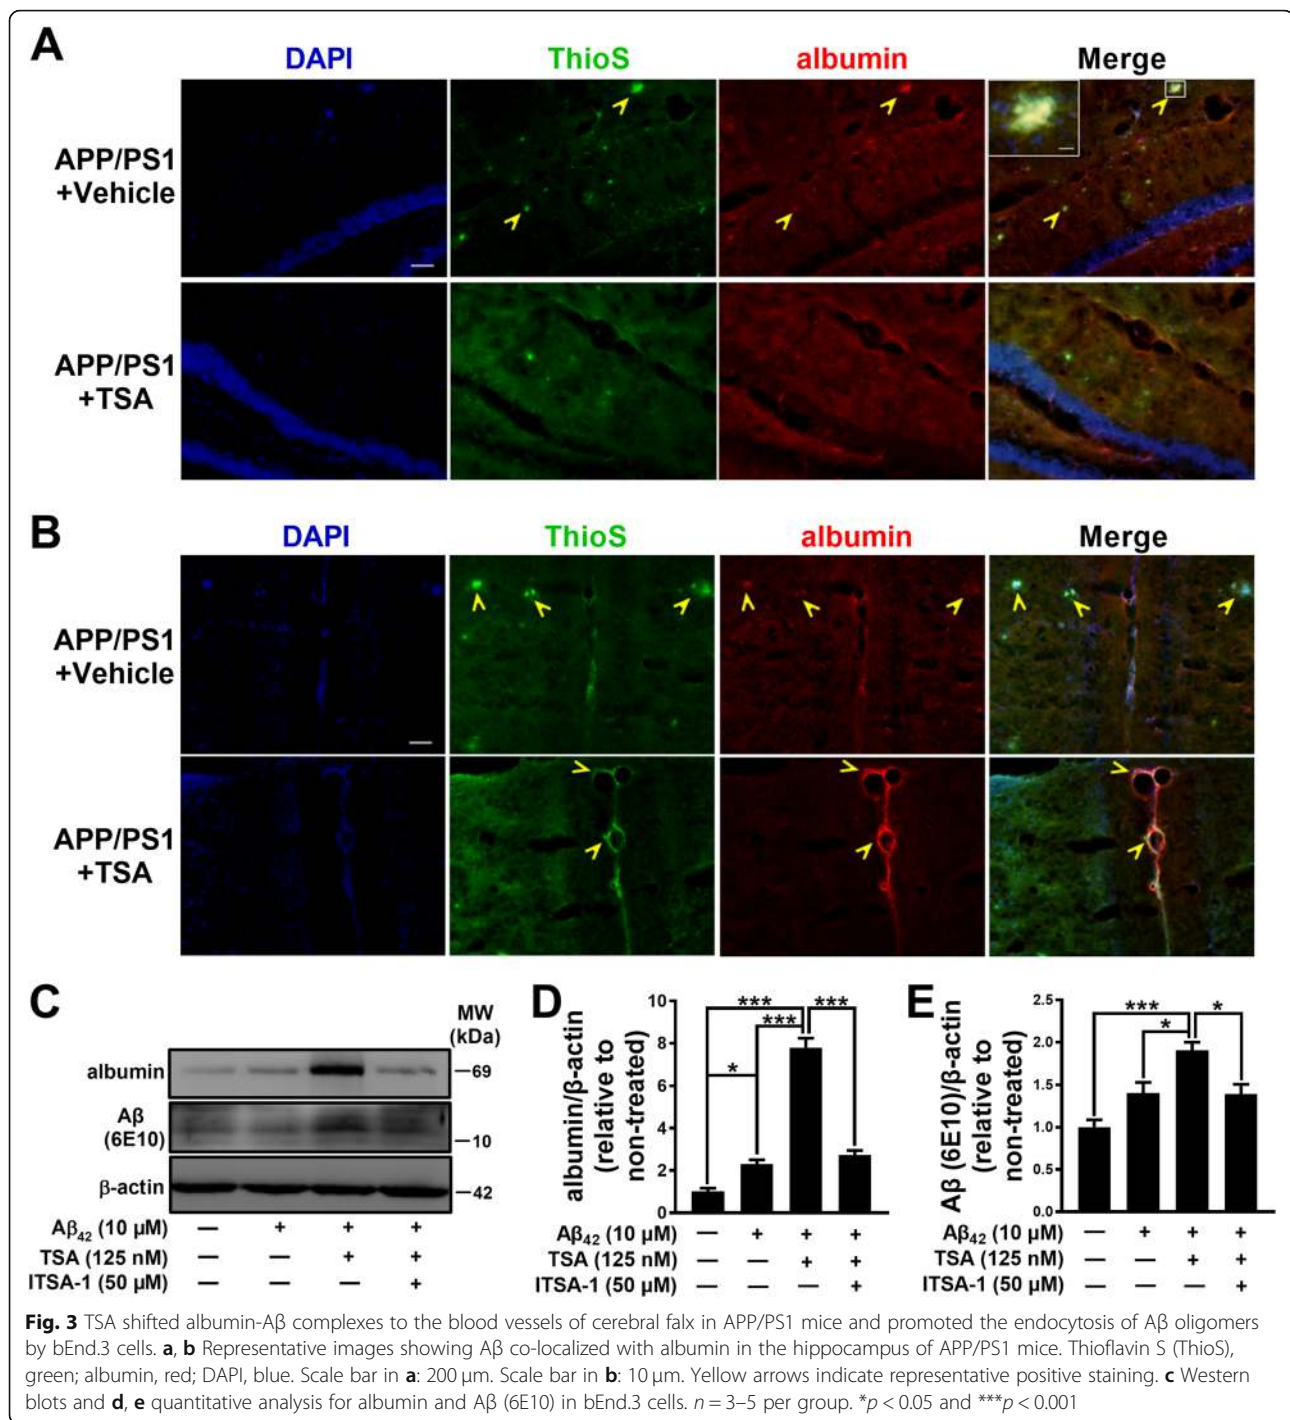 A
DAPI ThioS albumin Merge
APP/PS1
+Vehicle
APP/PS1
+TSA
B
DAPI ThioS albumin Merge
APP/PS1
+Vehicle
APP/PS1
+TSA
C
MW
(kDa)
albumin
69
Aβ
(6E10)
10
β-actin
42
Aβ42 (10 µM) — + + +
TSA (125 nM) — — + +
ITSA-1 (50 µM) — — — +
D
albumin/β-actin
(relative to
non-treated)
10
8
6
4
2
0
*** ***
***
*
Aβ42 (10 µM) — + + +
TSA (125 nM) — — + +
ITSA-1 (50 µM) — — — +
E
Aβ (6E10)/β-actin
(relative to
non-treated)
2.5
2.0
1.5
1.0
0.5
0.0
*** *
*
Aβ42 (10 µM) — + + +
TSA (125 nM) — — + +
ITSA-1 (50 µM) — — — +
Fig. 3 TSA shifted albumin-Aβ complexes to the blood vessels of cerebral falx in APP/PS1 mice and promoted the endocytosis of Aβ oligomers
by bEnd.3 cells. a, b Representative images showing Aβ co-localized with albumin in the hippocampus of APP/PS1 mice. Thioflavin S (ThioS),
green; albumin, red; DAPI, blue. Scale bar in a: 200 µm. Scale bar in b: 10 µm. Yellow arrows indicate representative positive staining. c Western
blots and d, e quantitative analysis for albumin and Aβ (6E10) in bEnd.3 cells. n = 3–5 per group. *p < 0.05 and ***p < 0.001